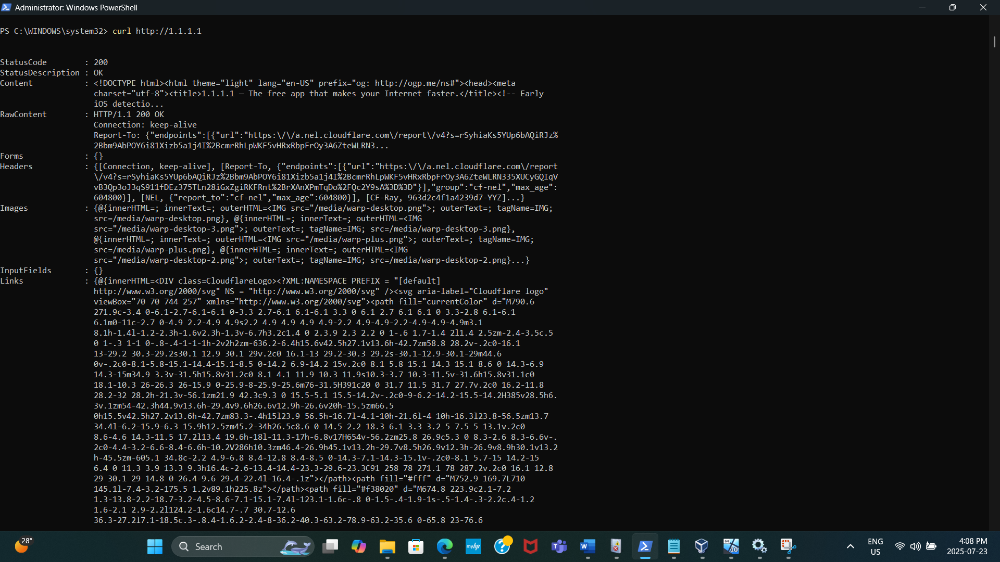 Administrator: Windows PowerShell
PS C:\WINDOWS\system32> curl http://1.1.1.1
StatusCode        : 200
StatusDescription : OK
Content           : <!DOCTYPE html><html theme="light" lang="en-US" prefix="og: http://ogp.me/ns#"><head><meta
                    charset="utf-8"><title>1.1.1.1 — The free app that makes your Internet faster.</title><!-- Early
                    iOS detectio...
RawContent        : HTTP/1.1 200 OK
                    Connection: keep-alive
                    Report-To: {"endpoints":[{"url":"https:\/\/a.nel.cloudflare.com\/report\/v4?s=rSyhiaKs5YUp6bAQiRJz%
                    2Bbm9AbPOY6i81Xizb5a1j4I%2BcmrRhLpWKF5vHRxRbpFrOy3A6ZteWLRN3...
Forms             : {}
Headers           : {[Connection, keep-alive], [Report-To, {"endpoints":[{"url":"https:\/\/a.nel.cloudflare.com\/report
                    \/v4?s=rSyhiaKs5YUp6bAQiRJz%2Bbm9AbPOY6i81Xizb5a1j4I%2BcmrRhLpWKF5vHRxRbpFrOy3A6ZteWLRN335XUCyGQIqV
                    vB3Qp3oJ3qS911fDEz375TLn28iGxZgiRKFRnt%2BrXAnXPmTqDo%2FQc2Y9sA%3D%3D"}],"group":"cf-nel","max_age":
                    604800}], [NEL, {"report_to":"cf-nel","max_age":604800}], [CF-Ray, 963d2c4f1a4239d7-YYZ]...}
Images            : {@{innerHTML=; innerText=; outerHTML=<IMG src="/media/warp-desktop.png">; outerText=; tagName=IMG;
                    src=/media/warp-desktop.png}, @{innerHTML=; innerText=; outerHTML=<IMG
                    src="/media/warp-desktop-3.png">; outerText=; tagName=IMG; src=/media/warp-desktop-3.png},
                    @{innerHTML=; innerText=; outerHTML=<IMG src="/media/warp-plus.png">; outerText=; tagName=IMG;
                    src=/media/warp-plus.png}, @{innerHTML=; innerText=; outerHTML=<IMG
                    src="/media/warp-desktop-2.png">; outerText=; tagName=IMG; src=/media/warp-desktop-2.png}...}
InputFields       : {}
Links             : {@{innerHTML=<DIV class=CloudflareLogo><?XML:NAMESPACE PREFIX = "[default]
                    http://www.w3.org/2000/svg" NS = "http://www.w3.org/2000/svg" /><svg aria-label="Cloudflare logo"
                    viewBox="70 70 744 257" xmlns="http://www.w3.org/2000/svg"><path fill="currentColor" d="M790.6
                    271.9c-3.4 0-6.1-2.7-6.1-6.1 0-3.3 2.7-6.1 6.1-6.1 3.3 0 6.1 2.7 6.1 6.1 0 3.3-2.8 6.1-6.1
                    6.1m0-11c-2.7 0-4.9 2.2-4.9 4.9s2.2 4.9 4.9 4.9 4.9-2.2 4.9-4.9-2.2-4.9-4.9-4.9m3.1
                    8.1h-1.4l-1.2-2.3h-1.6v2.3h-1.3v-6.7h3.2c1.4 0 2.3.9 2.3 2.2 0 1-.6 1.7-1.4 2l1.4 2.5zm-2.4-3.5c.5
                    0 1-.3 1-1 0-.8-.4-1-1-1h-2v2h2zm-636.2-6.4h15.6v42.5h27.1v13.6h-42.7zm58.8 28.2v-.2c0-16.1
                    13-29.2 30.3-29.2s30.1 12.9 30.1 29v.2c0 16.1-13 29.2-30.3 29.2s-30.1-12.9-30.1-29m44.6
                    0v-.2c0-8.1-5.8-15.1-14.4-15.1-8.5 0-14.2 6.9-14.2 15v.2c0 8.1 5.8 15.1 14.3 15.1 8.6 0 14.3-6.9
                    14.3-15m34.9 3.3v-31.5h15.8v31.2c0 8.1 4.1 11.9 10.3 11.9s10.3-3.7 10.3-11.5v-31.6h15.8v31.1c0
                    18.1-10.3 26-26.3 26-15.9 0-25.9-8-25.9-25.6m76-31.5H391c20 0 31.7 11.5 31.7 27.7v.2c0 16.2-11.8
                    28.2-32 28.2h-21.3v-56.1zm21.9 42.3c9.3 0 15.5-5.1 15.5-14.2v-.2c0-9-6.2-14.2-15.5-14.2H385v28.5h6.
                    3v.1zm54-42.3h44.9v13.6h-29.4v9.6h26.6v12.9h-26.6v20h-15.5zm66.5
                    0h15.5v42.5h27.2v13.6h-42.7zm83.3-.4h15l23.9 56.5h-16.7l-4.1-10h-21.6l-4 10h-16.3l23.8-56.5zm13.7
                    34.4l-6.2-15.9-6.3 15.9h12.5zm45.2-34h26.5c8.6 0 14.5 2.2 18.3 6.1 3.3 3.2 5 7.5 5 13.1v.2c0
                    8.6-4.6 14.3-11.5 17.2l13.4 19.6h-18l-11.3-17h-6.8v17H654v-56.2zm25.8 26.9c5.3 0 8.3-2.6 8.3-6.6v-.
                    2c0-4.4-3.2-6.6-8.4-6.6h-10.2V286h10.3zm46.4-26.9h45.1v13.2h-29.7v8.5h26.9v12.3h-26.9v8.9h30.1v13.2
                    h-45.5zm-605.1 34.8c-2.2 4.9-6.8 8.4-12.8 8.4-8.5 0-14.3-7.1-14.3-15.1v-.2c0-8.1 5.7-15 14.2-15
                    6.4 0 11.3 3.9 13.3 9.3h16.4c-2.6-13.4-14.4-23.3-29.6-23.3C91 258 78 271.1 78 287.2v.2c0 16.1 12.8
                    29 30.1 29 14.8 0 26.4-9.6 29.4-22.4l-16.4-.1z"></path><path fill="#fff" d="M752.9 169.7L710
                    145.1l-7.4-3.2-175.5 1.2v89.1h225.8z"></path><path fill="#f38020" d="M674.8 223.9c2.1-7.2
                    1.3-13.8-2.2-18.7-3.2-4.5-8.6-7.1-15.1-7.4l-123.1-1.6c-.8 0-1.5-.4-1.9-1s-.5-1.4-.3-2.2c.4-1.2
                    1.6-2.1 2.9-2.2l124.2-1.6c14.7-.7 30.7-12.6
                    36.3-27.2l7.1-18.5c.3-.8.4-1.6.2-2.4-8-36.2-40.3-63.2-78.9-63.2-35.6 0-65.8 23-76.6
28°
Search
myhp
64
10
ENG
US
4:08 PM
2025-07-23